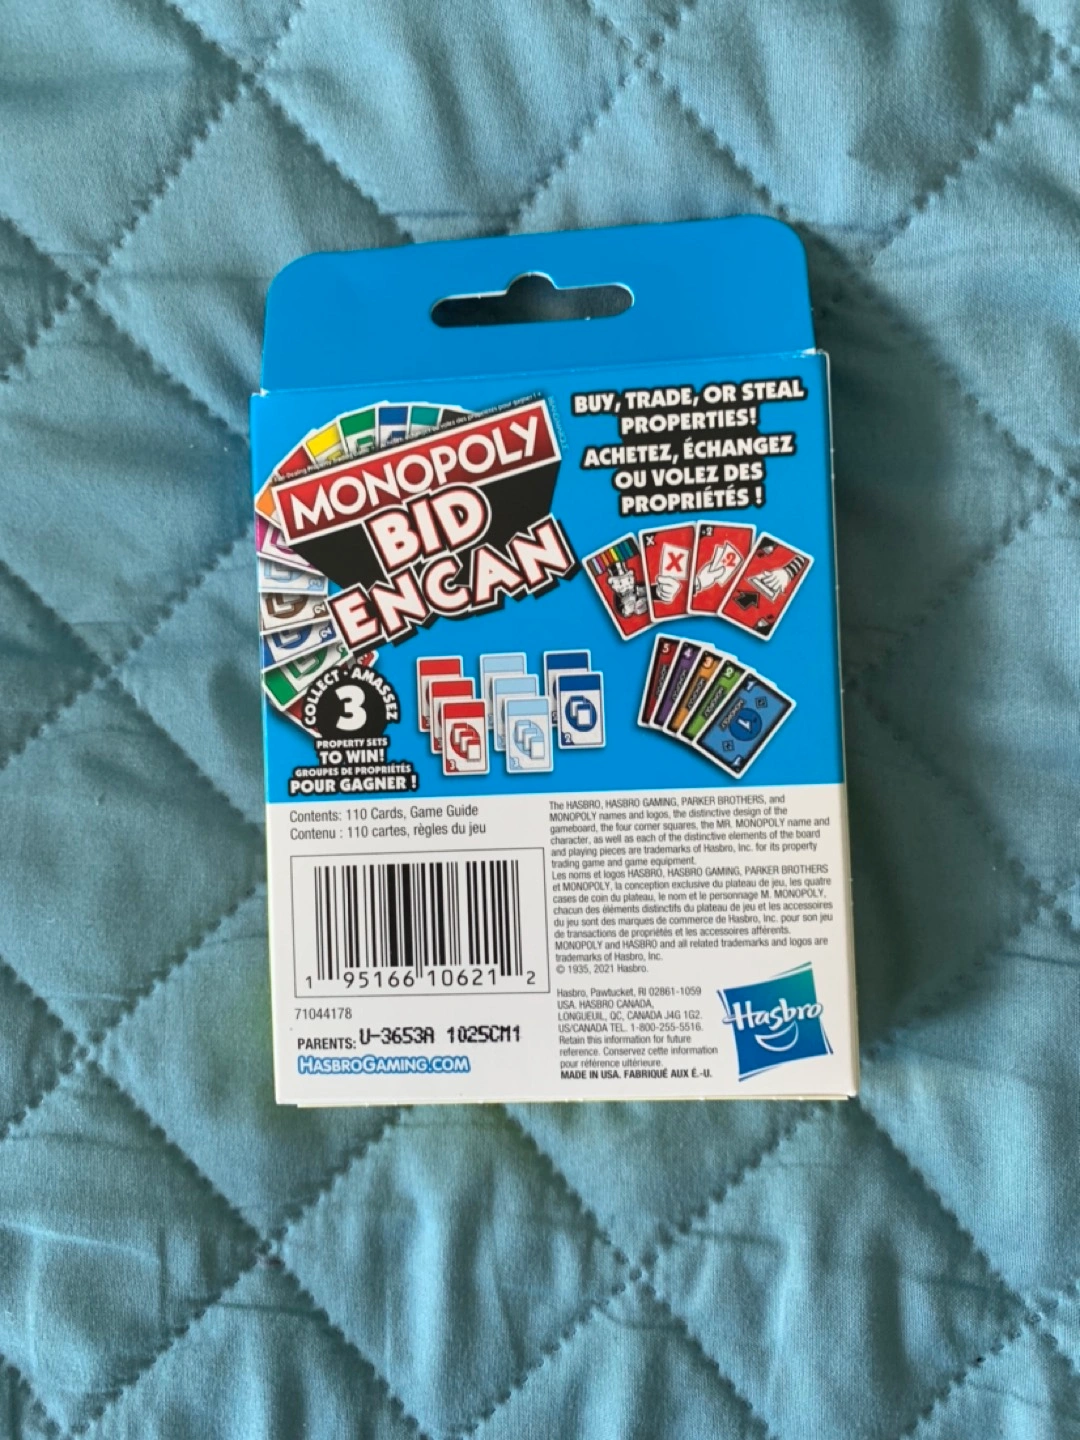 MONOPOLY
BID
ENCAN
BUY, TRADE, OR STEAL
PROPERTIES!
ACHETEZ, ÉCHANGEZ
OU VOLEZ DES
PROPRIÉTÉS !
COLLECT · AMASSEZ
3
PROPERTY SETS
TO WIN!
GROUPES DE PROPRIÉTÉS
POUR GAGNER !
Contents: 110 Cards, Game Guide
Contenu : 110 cartes, règles du jeu
1 95166 10621 2
71044178
PARENTS: U-3653A 1025CM1
HASBROGAMING.COM
The HASBRO, HASBRO GAMING, PARKER BROTHERS, and
MONOPOLY names and logos, the distinctive design of the
gameboard, the four corner squares, the MR. MONOPOLY name and
character, as well as each of the distinctive elements of the board
and playing pieces are trademarks of Hasbro, Inc. for its property
trading game and game equipment.
Les noms et logos HASBRO, HASBRO GAMING, PARKER BROTHERS
et MONOPOLY, la conception exclusive du plateau de jeu, les quatre
cases de coin du plateau, le nom et le personnage M. MONOPOLY,
chacun des éléments distinctifs du plateau de jeu et les accessoires
du jeu sont des marques de commerce de Hasbro, Inc. pour son jeu
de transactions de propriétés et les accessoires afférents.
MONOPOLY and HASBRO and all related trademarks and logos are
trademarks of Hasbro, Inc.
© 1935, 2021 Hasbro.
Hasbro, Pawtucket, RI 02861-1059
USA. HASBRO CANADA,
LONGUEUIL, QC, CANADA J4G 1G2.
US/CANADA TEL. 1-800-255-5516.
Retain this information for future
reference. Conservez cette information
pour référence ultérieure.
MADE IN USA. FABRIQUÉ AUX É.-U.
Hasbro